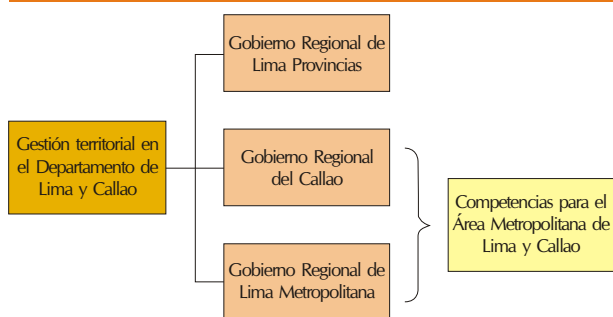 Gobierno Regional de
Lima Provincias
Gestión territorial en
el Departamento de
Lima y Callao
Gobierno Regional
del Callao
Competencias para el
Área Metropolitana de
Lima y Callao
Gobierno Regional de
Lima Metropolitana